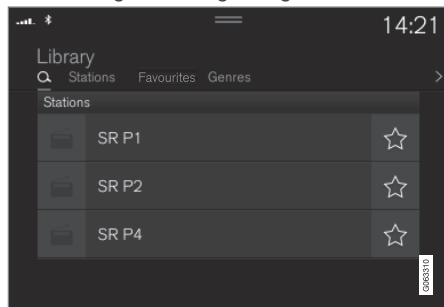 14:21
Library
Stations Favourites Genres
Stations
SR P1
SR P2
SR P4
G063310